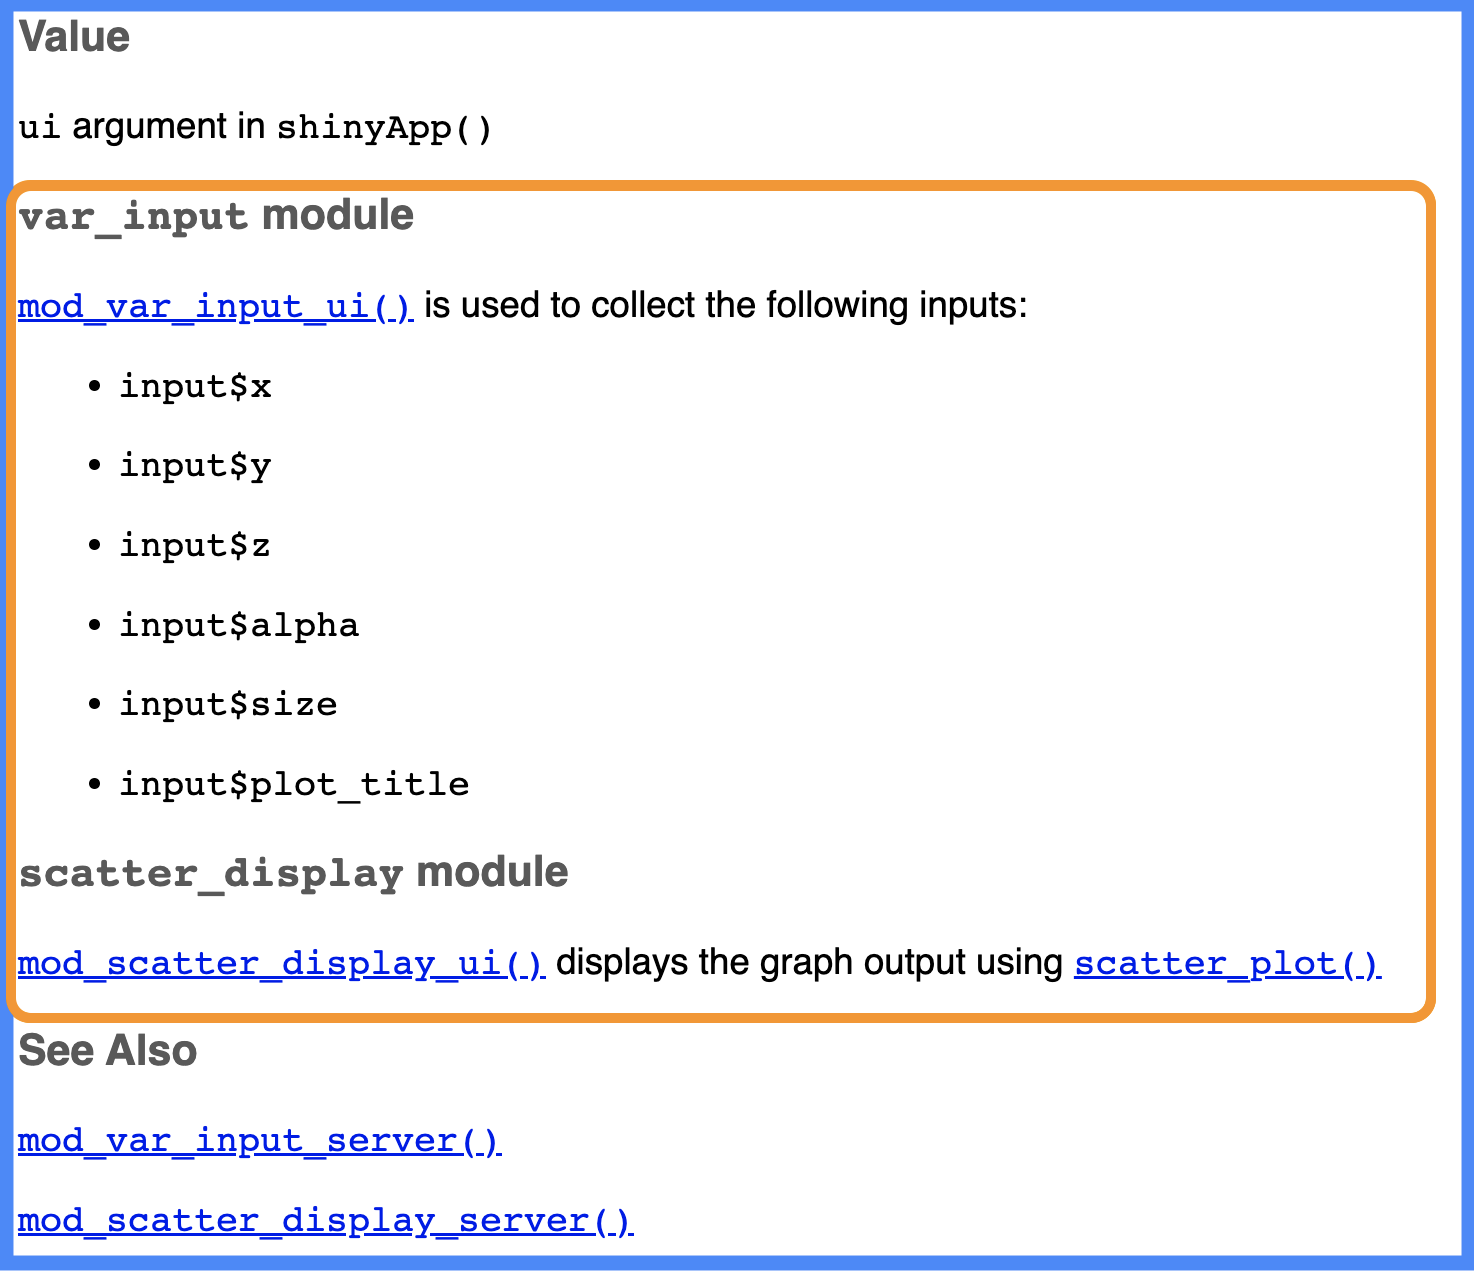 Value
ui argument in shinyApp()
var_input module
mod_var_input_ui() is used to collect the following inputs:
• input$x
• input$y
• input$z
• input$alpha
• input$size
• input$plot_title
scatter_display module
mod_scatter_display_ui() displays the graph output using scatter_plot()
See Also
mod_var_input_server()
mod_scatter_display_server()